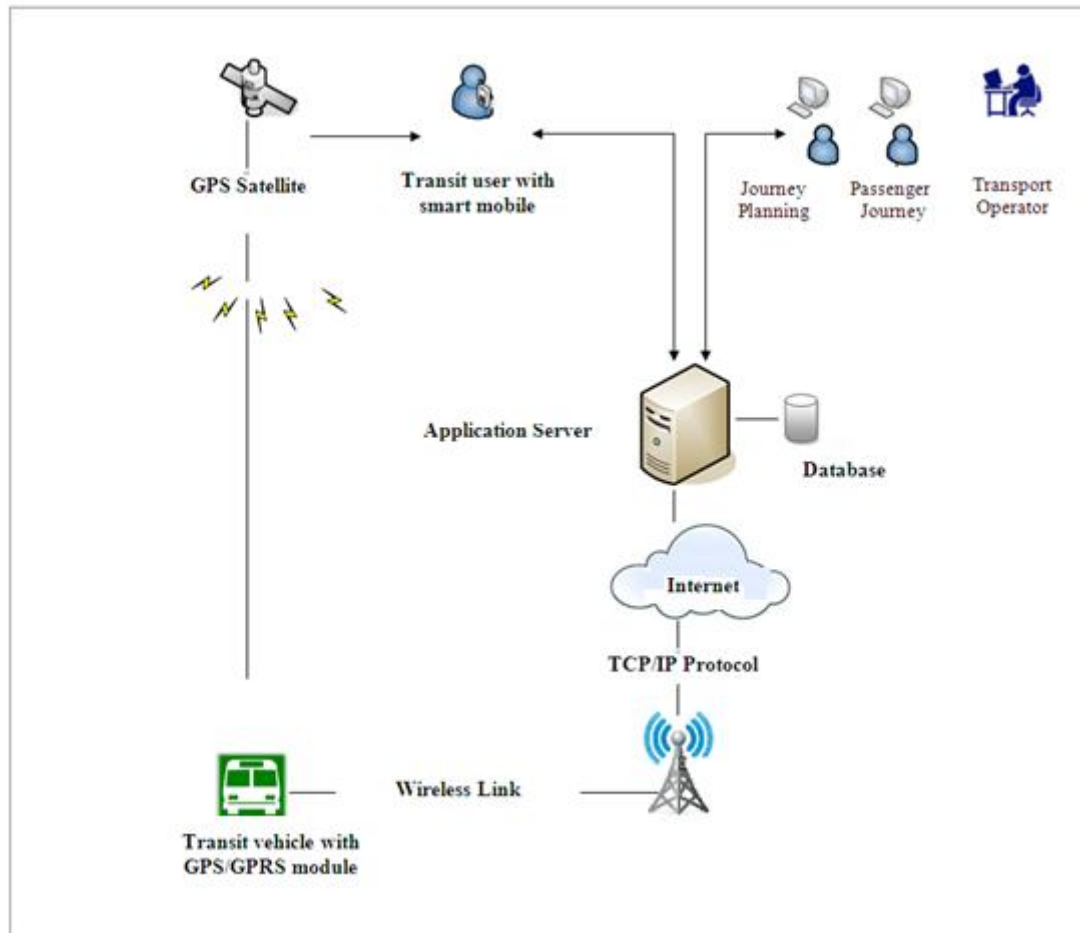 GPS Satellite
Transit user with
smart mobile
Journey
Planning
Passenger
Journey
Transport
Operator
Application Server
Database
Internet
TCP/IP Protocol
Wireless Link
Transit vehicle with
GPS/GPRS module